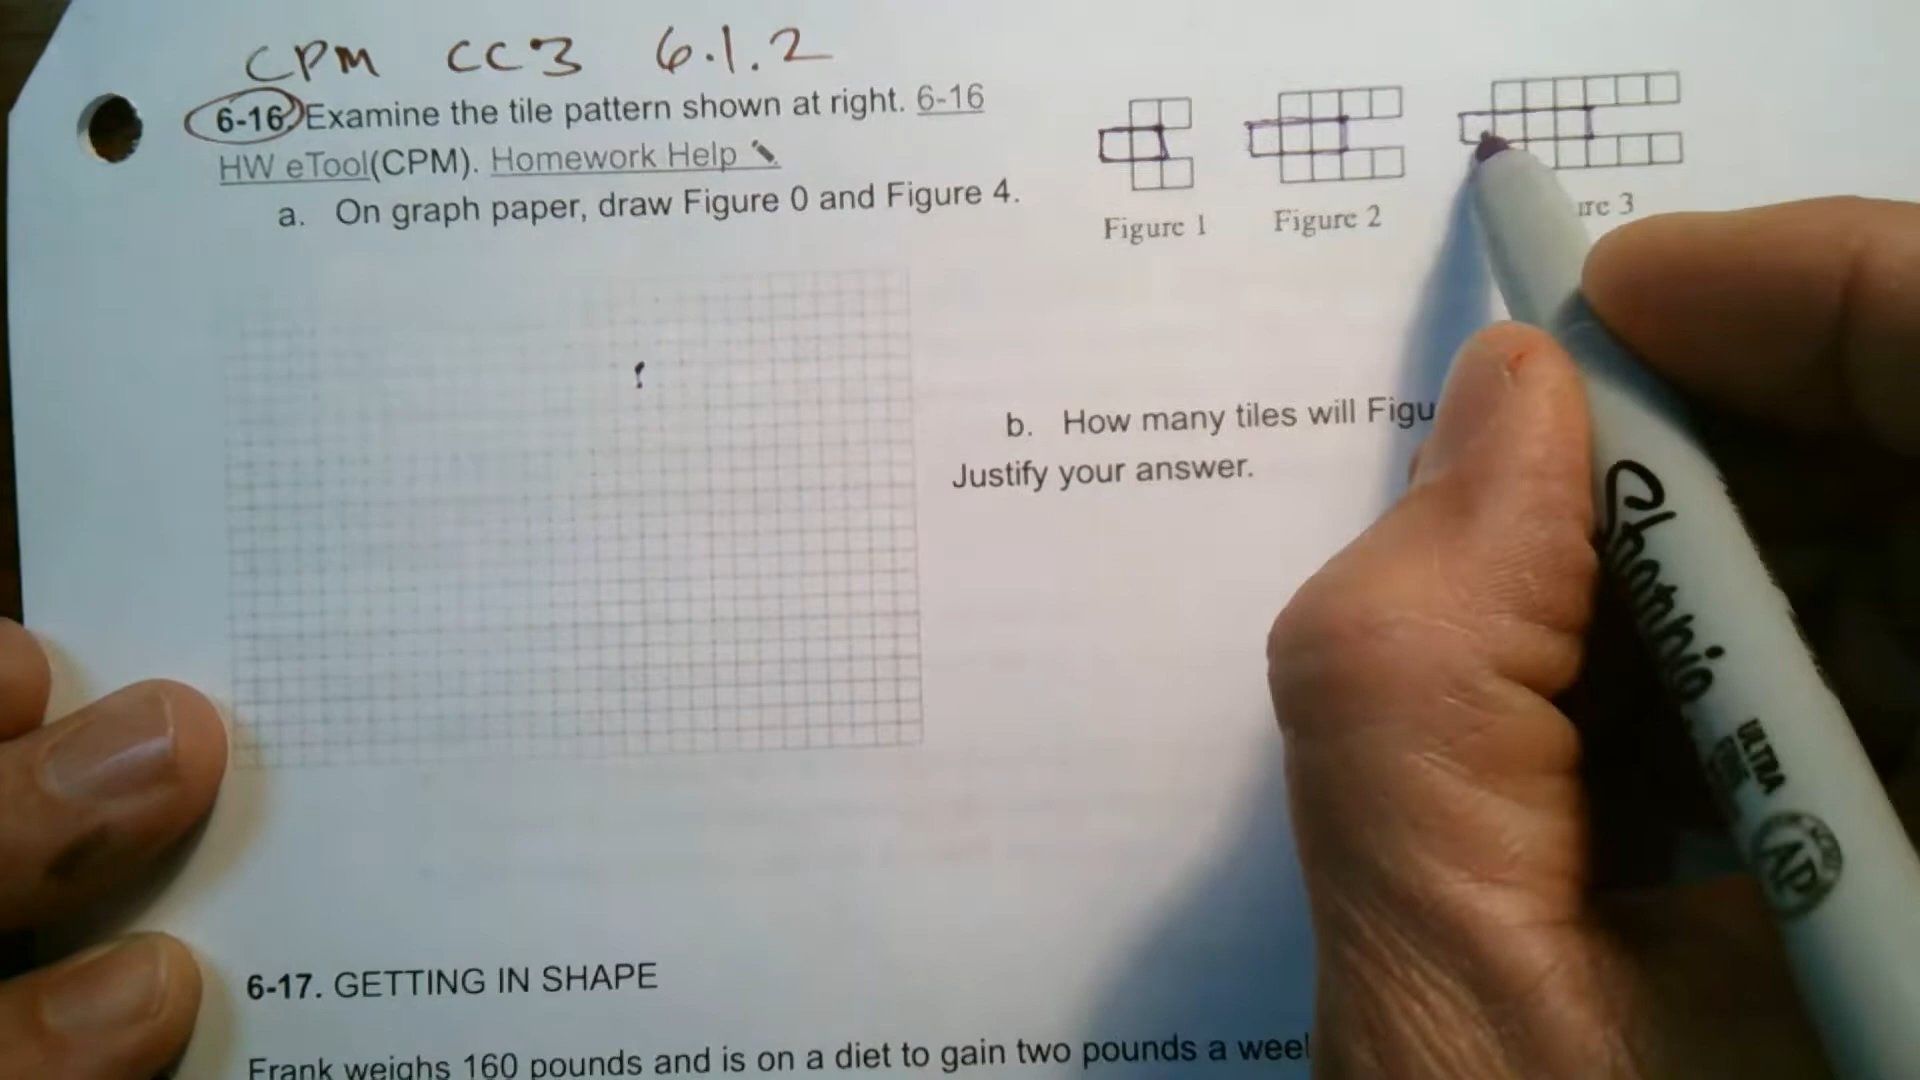 CPM CC3 6.1.2
6-16. Examine the tile pattern shown at right. 6-16
HW eTool(CPM). Homework Help ✎.
a. On graph paper, draw Figure 0 and Figure 4.
Figure 1
Figure 2
3
b. How many tiles will
Justify your answer.
6-17. GETTING IN SHAPE
Frank weighs 160 pounds and is on a diet to gain two pounds a
Sharpie
ULTRA
AP